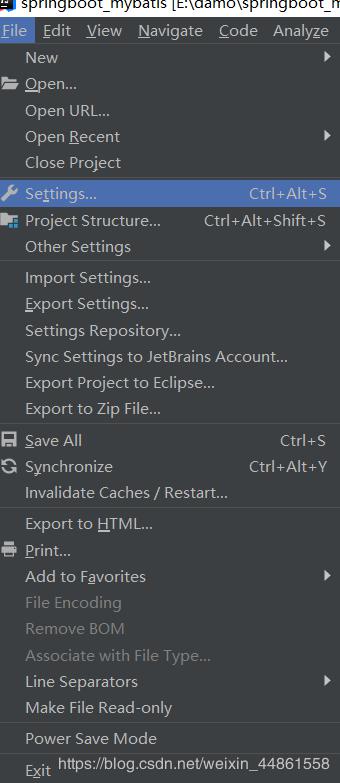 springboot_mybatis [E:\damo\springboot_m
File Edit View Navigate Code Analyze
New
Open...
Open URL...
Open Recent
Close Project
Settings... Ctrl+Alt+S
Project Structure... Ctrl+Alt+Shift+S
Other Settings
Import Settings...
Export Settings...
Settings Repository...
Sync Settings to JetBrains Account...
Export Project to Eclipse...
Export to Zip File...
Save All Ctrl+S
Synchronize Ctrl+Alt+Y
Invalidate Caches / Restart...
Export to HTML...
Print...
Add to Favorites
File Encoding
Remove BOM
Associate with File Type...
Line Separators
Make File Read-only
Power Save Mode
Exit https://blog.csdn.net/weixin_44861558